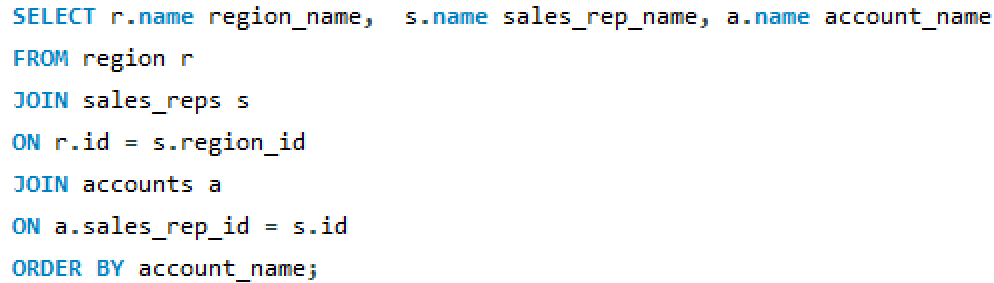 SELECT r.name region_name,  s.name sales_rep_name, a.name account_name
FROM region r
JOIN sales_reps s
ON r.id = s.region_id
JOIN accounts a
ON a.sales_rep_id = s.id
ORDER BY account_name;